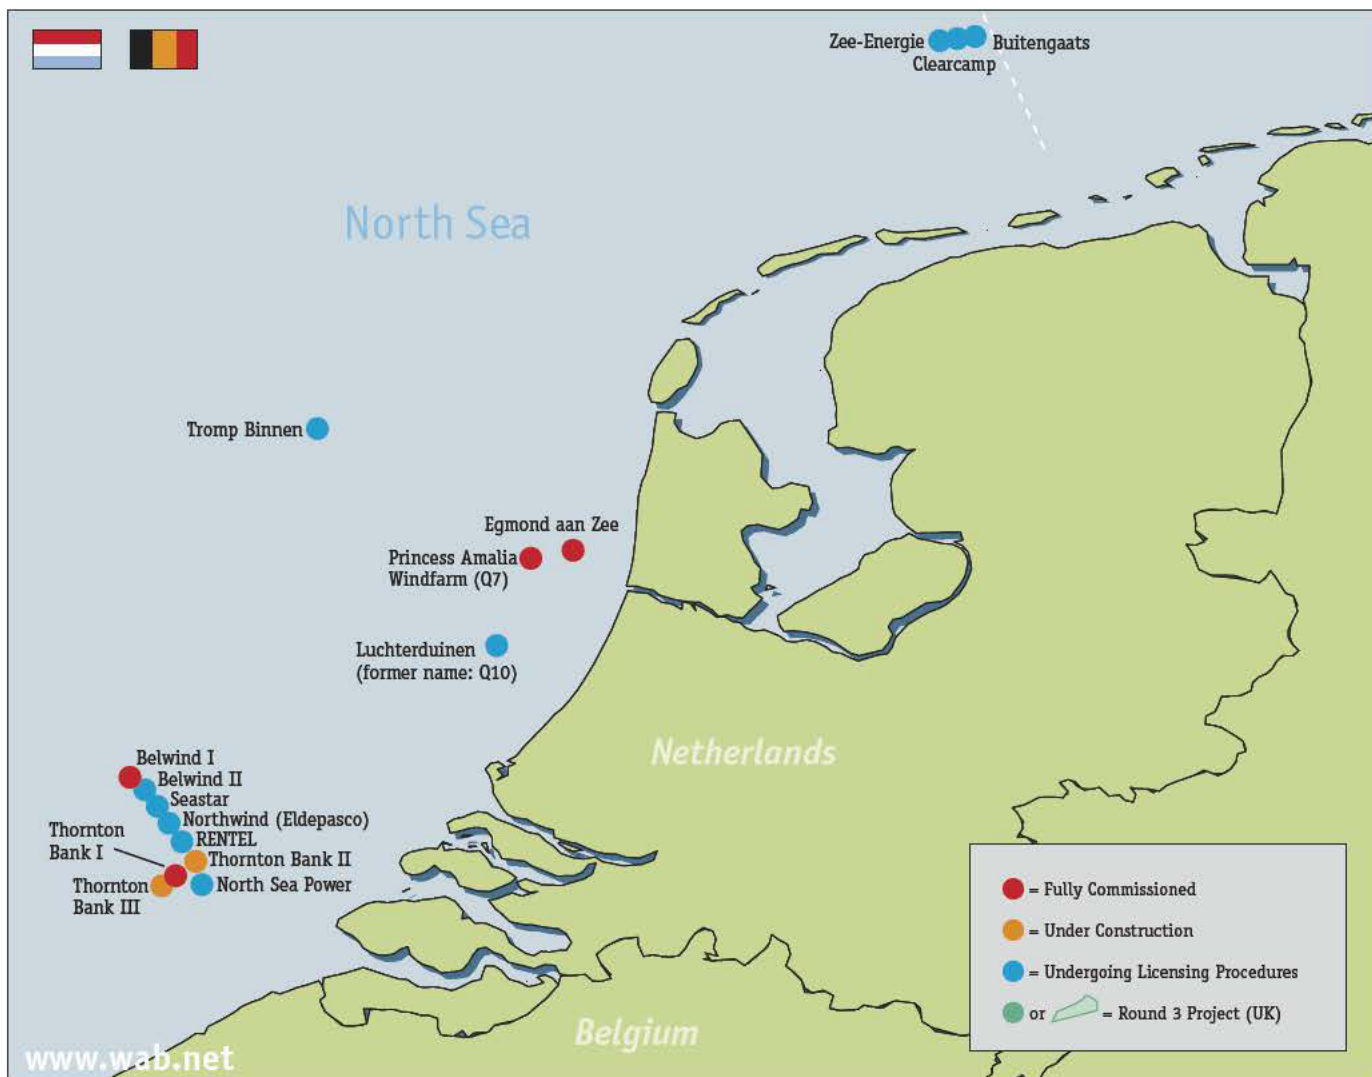 Zee-Energie
Buitengaats
Clearcamp
North Sea
Tromp Binnen
Egmond aan Zee
Princess Amalia
Windfarm (Q7)
Luchterduinen
(former name: Q10)
Netherlands
Belwind I
Belwind II
Seastar
Northwind (Eldepasco)
RENTEL
Thornton
Bank I
Thornton Bank II
Thornton
Bank III
North Sea Power
= Fully Commissioned
= Under Construction
= Undergoing Licensing Procedures
or = Round 3 Project (UK)
Belgium
www.wab.net